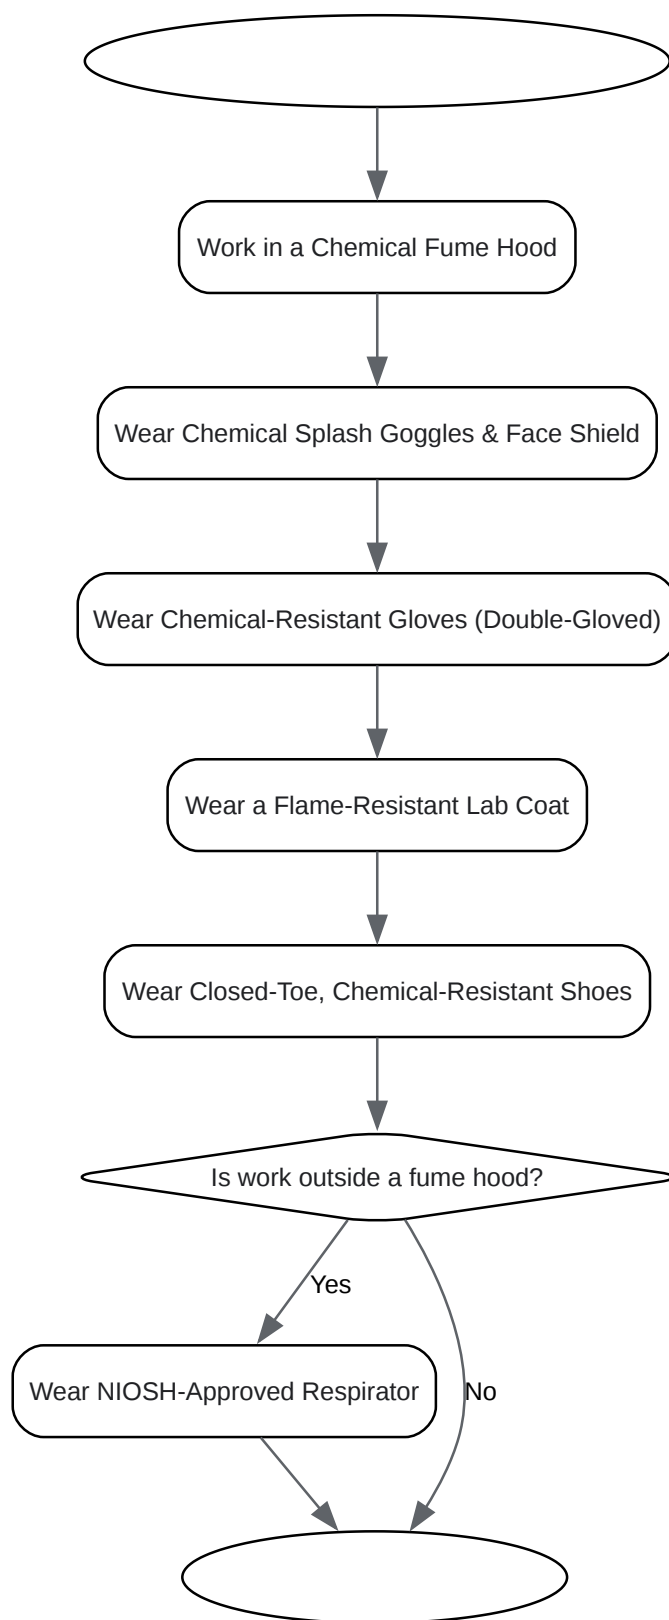 Work in a Chemical Fume Hood
Wear Chemical Splash Goggles & Face Shield
Wear Chemical-Resistant Gloves (Double-Gloved)
Wear a Flame-Resistant Lab Coat
Wear Closed-Toe, Chemical-Resistant Shoes
Is work outside a fume hood?
Yes
Wear NIOSH-Approved Respirator
No